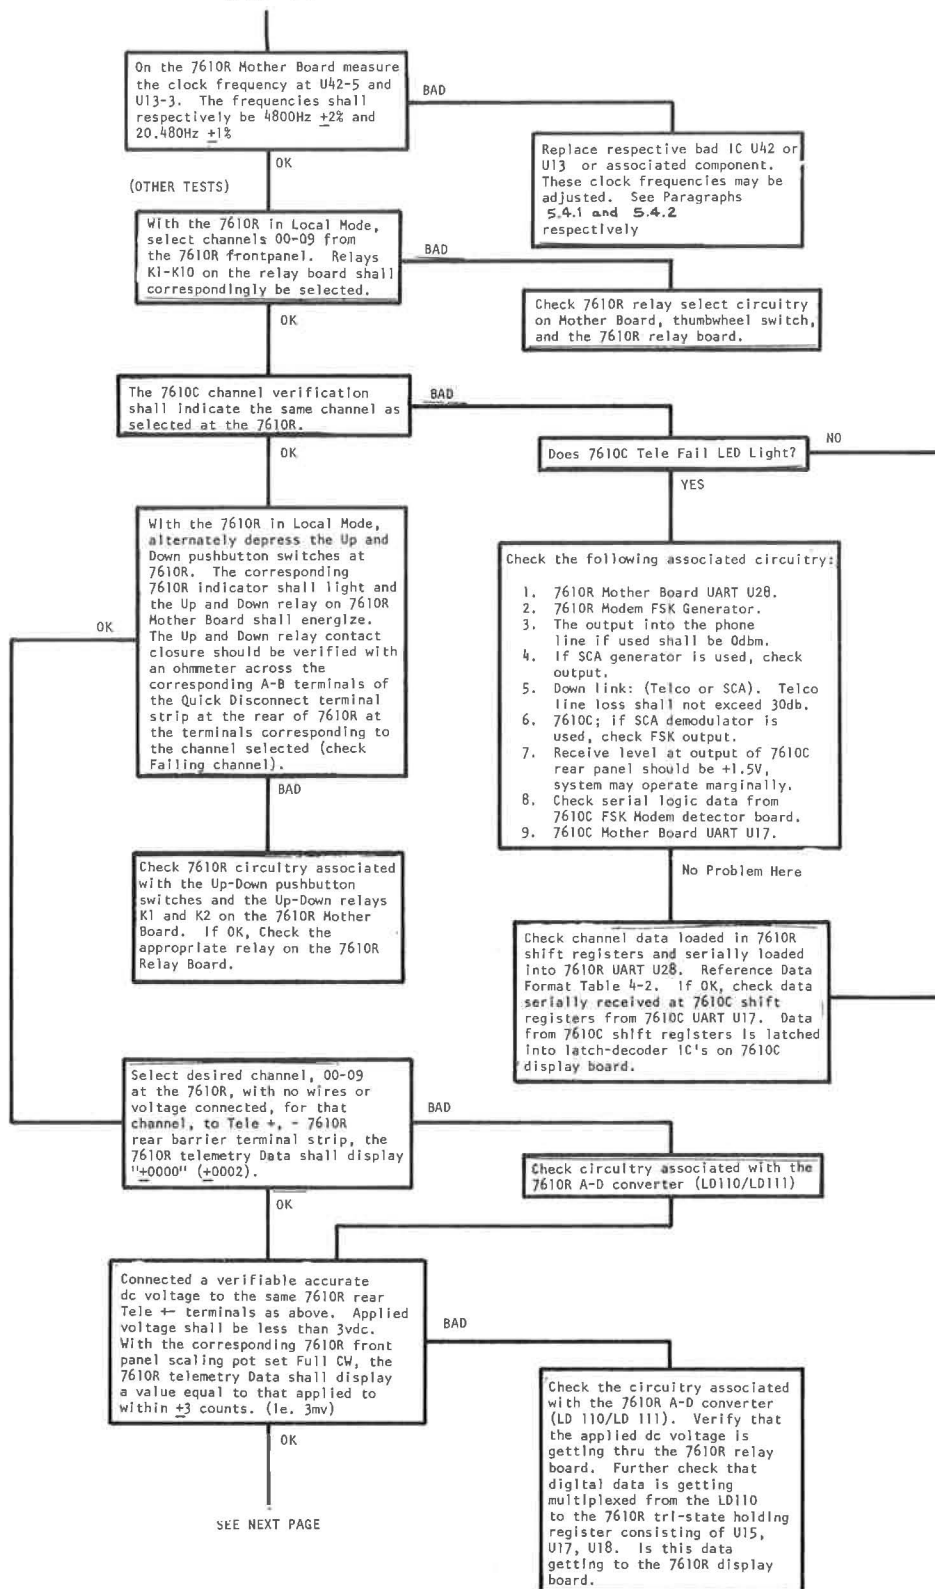 On the 7610R Mother Board measure
the clock frequency at U42-5 and
U13-3. The frequencies shall
respectively be 4800Hz ±2% and
20.480Hz ±1%
BAD
Replace respective bad IC U42 or
U13 or associated component.
These clock frequencies may be
adjusted. See Paragraphs
5.4.1 and 5.4.2
respectively
OK
(OTHER TESTS)
With the 7610R in Local Mode,
select channels 00-09 from
the 7610R frontpanel. Relays
K1-K10 on the relay board shall
correspondingly be selected.
BAD
Check 7610R relay select circuitry
on Mother Board, thumbwheel switch,
and the 7610R relay board.
OK
The 7610C channel verification
shall indicate the same channel as
selected at the 7610R.
BAD
Does 7610C Tele Fail LED Light?
NO
OK
YES
With the 7610R in Local Mode,
alternately depress the Up and
Down pushbutton switches at
7610R. The corresponding
7610R indicator shall light and
the Up and Down relay on 7610R
Mother Board shall energize.
The Up and Down relay contact
closure should be verified with
an ohmmeter across the
corresponding A-B terminals of
the Quick Disconnect terminal
strip at the rear of 7610R at
the terminals corresponding to
the channel selected (check
Failing channel).
OK
Check the following associated circuitry:
1. 7610R Mother Board UART U28.
2. 7610R Modem FSK Generator.
3. The output into the phone
line if used shall be 0dbm.
4. If SCA generator is used, check
output.
5. Down link: (Telco or SCA). Telco
line loss shall not exceed 30db.
6. 7610C; if SCA demodulator is
used, check FSK output.
7. Receive level at output of 7610C
rear panel should be +1.5V,
system may operate marginally.
8. Check serial logic data from
7610C FSK Modem detector board.
9. 7610C Mother Board UART U17.
BAD
No Problem Here
Check 7610R circuitry associated
with the Up-Down pushbutton
switches and the Up-Down relays
K1 and K2 on the 7610R Mother
Board. If OK, Check the
appropriate relay on the 7610R
Relay Board.
Check channel data loaded in 7610R
shift registers and serially loaded
into 7610R UART U28. Reference Data
Format Table 4-2. If OK, check data
serially received at 7610C shift
registers from 7610C UART U17. Data
from 7610C shift registers is latched
into latch-decoder IC's on 7610C
display board.
Select desired channel, 00-09
at the 7610R, with no wires or
voltage connected, for that
channel, to Tele +, - 7610R
rear barrier terminal strip, the
7610R telemetry Data shall display
"±0000" (±0002).
BAD
Check circuitry associated with the
7610R A-D converter (LD110/LD111)
OK
Connected a verifiable accurate
dc voltage to the same 7610R rear
Tele +- terminals as above. Applied
voltage shall be less than 3vdc.
With the corresponding 7610R front
panel scaling pot set Full CW, the
7610R telemetry Data shall display
a value equal to that applied to
within ±3 counts. (ie. 3mv)
BAD
Check the circuitry associated
with the 7610R A-D converter
(LD 110/LD 111). Verify that
the applied dc voltage is
getting thru the 7610R relay
board. Further check that
digital data is getting
multiplexed from the LD110
to the 7610R tri-state holding
register consisting of U15,
U17, U18. Is this data
getting to the 7610R display
board.
OK
SEE NEXT PAGE